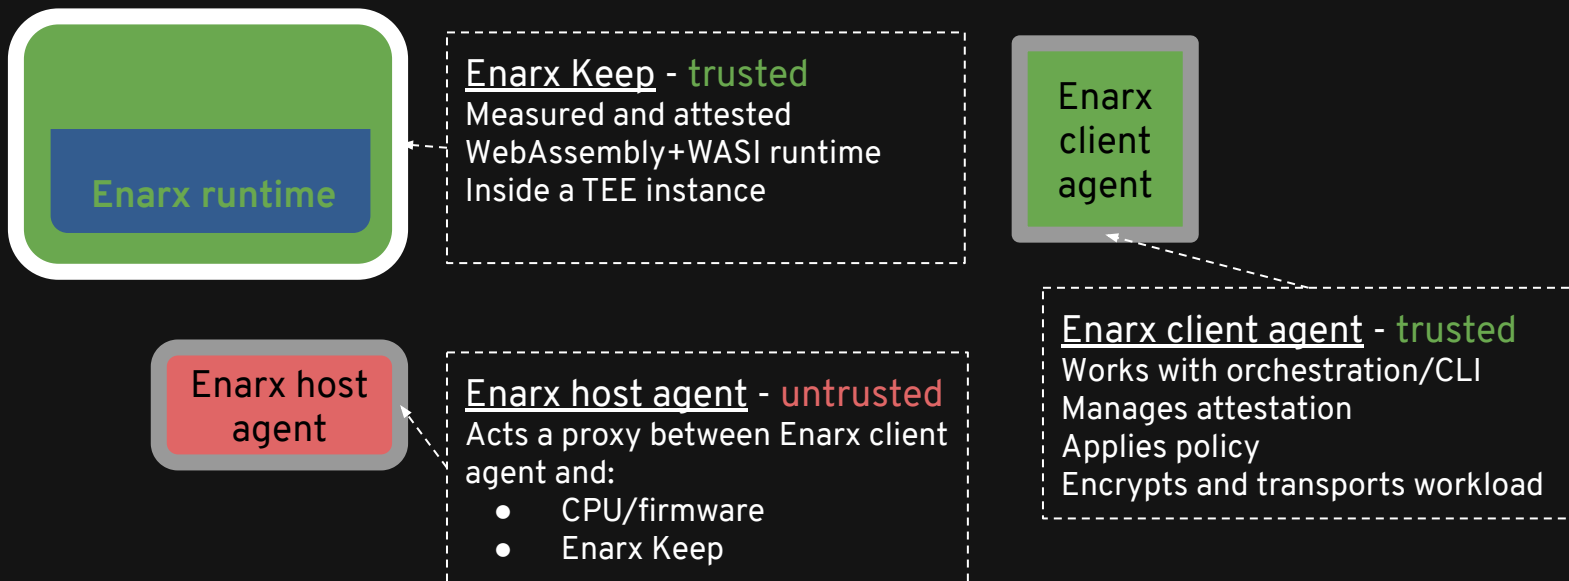 Enarx runtime
Enarx Keep - trusted
Measured and attested
WebAssembly+WASI runtime
Inside a TEE instance
Enarx
client
agent
Enarx host
agent
Enarx host agent - untrusted
Acts a proxy between Enarx client
agent and:
● CPU/firmware
● Enarx Keep
Enarx client agent - trusted
Works with orchestration/CLI
Manages attestation
Applies policy
Encrypts and transports workload